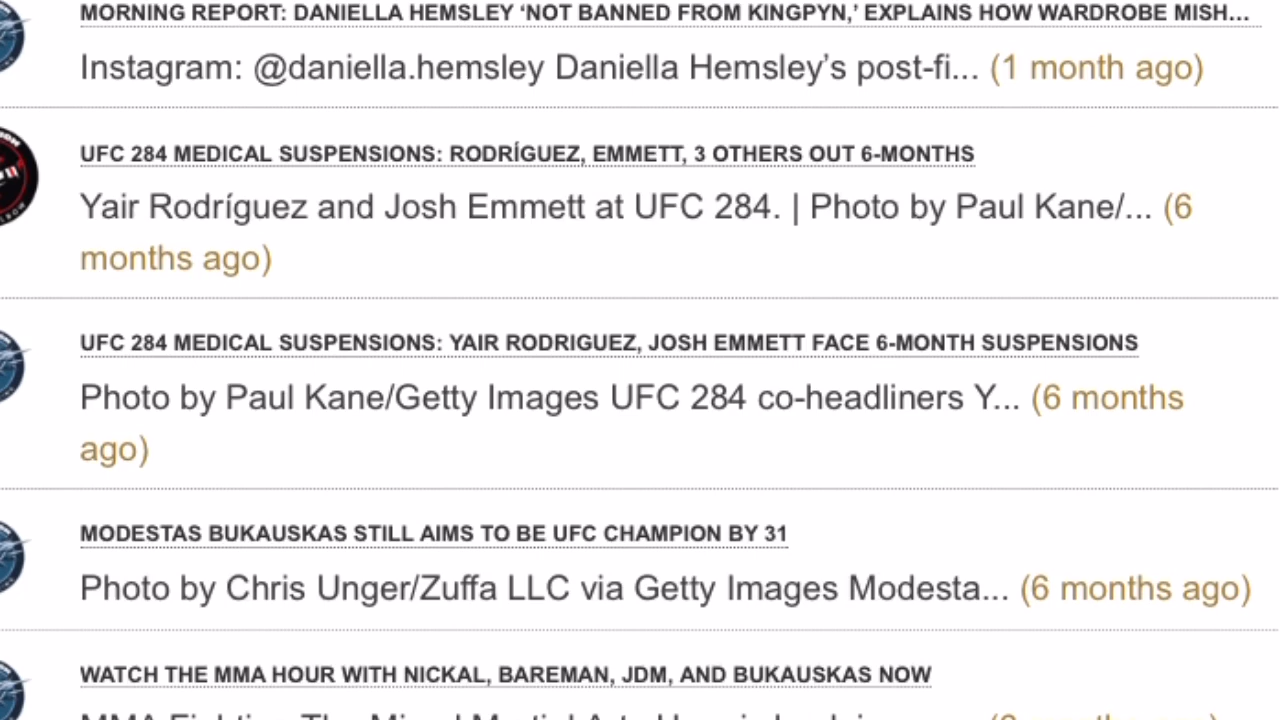 MORNING REPORT: DANIELLA HEMSLEY ‘NOT BANNED FROM KINGPYN,’ EXPLAINS HOW WARDROBE MISH...
Instagram: @daniella.hemsley Daniella Hemsley’s post-fi... (1 month ago)
UFC 284 MEDICAL SUSPENSIONS: RODRÍGUEZ, EMMETT, 3 OTHERS OUT 6-MONTHS
Yair Rodríguez and Josh Emmett at UFC 284. | Photo by Paul Kane/... (6
months ago)
UFC 284 MEDICAL SUSPENSIONS: YAIR RODRIGUEZ, JOSH EMMETT FACE 6-MONTH SUSPENSIONS
Photo by Paul Kane/Getty Images UFC 284 co-headliners Y... (6 months
ago)
MODESTAS BUKAUSKAS STILL AIMS TO BE UFC CHAMPION BY 31
Photo by Chris Unger/Zuffa LLC via Getty Images Modesta... (6 months ago)
WATCH THE MMA HOUR WITH NICKAL, BAREMAN, JDM, AND BUKAUSKAS NOW